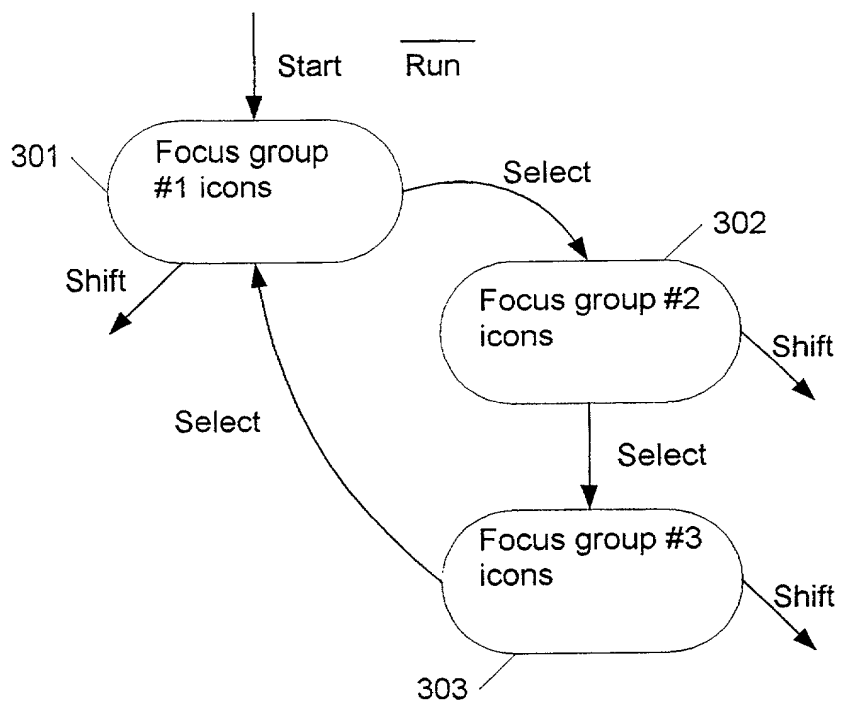 Start Run
301
Focus group
#1 icons
Select
302
Shift
Focus group #2
icons
Shift
Select
Select
Focus group #3
icons
Shift
303